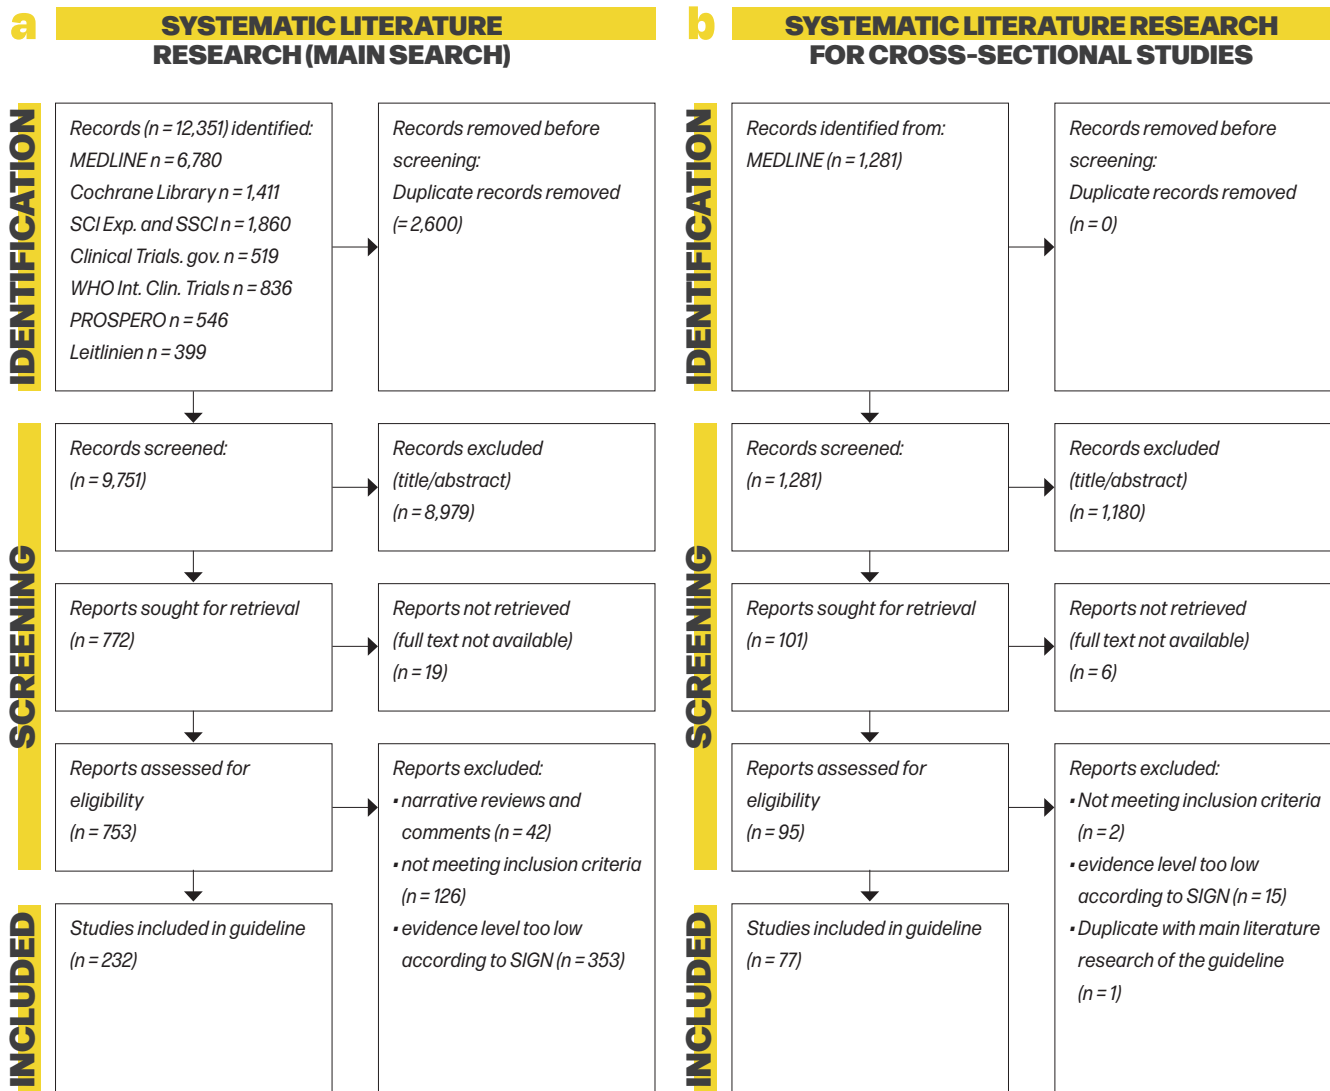 a
SYSTEMATIC LITERATURE
RESEARCH (MAIN SEARCH)
IDENTIFICATION
Records (n = 12,351) identified:
MEDLINE n = 6,780
Cochrane Library n = 1,411
SCI Exp. and SSCI n = 1,860
Clinical Trials. gov. n = 519
WHO Int. Clin. Trials n = 836
PROSPERO n = 546
Leitlinien n = 399
Records removed before
screening:
Duplicate records removed
(= 2,600)
SCREENING
Records screened:
(n = 9,751)
Records excluded
(title/abstract)
(n = 8,979)
Reports sought for retrieval
(n = 772)
Reports not retrieved
(full text not available)
(n = 19)
Reports assessed for
eligibility
(n = 753)
Reports excluded:
▪ narrative reviews and
comments (n = 42)
▪ not meeting inclusion criteria
(n = 126)
▪ evidence level too low
according to SIGN (n = 353)
INCLUDED
Studies included in guideline
(n = 232)
b
SYSTEMATIC LITERATURE RESEARCH
FOR CROSS-SECTIONAL STUDIES
IDENTIFICATION
Records identified from:
MEDLINE (n = 1,281)
Records removed before
screening:
Duplicate records removed
(n = 0)
SCREENING
Records screened:
(n = 1,281)
Records excluded
(title/abstract)
(n = 1,180)
Reports sought for retrieval
(n = 101)
Reports not retrieved
(full text not available)
(n = 6)
Reports assessed for
eligibility
(n = 95)
Reports excluded:
▪ Not meeting inclusion criteria
(n = 2)
▪ evidence level too low
according to SIGN (n = 15)
▪ Duplicate with main literature
research of the guideline
(n = 1)
INCLUDED
Studies included in guideline
(n = 77)